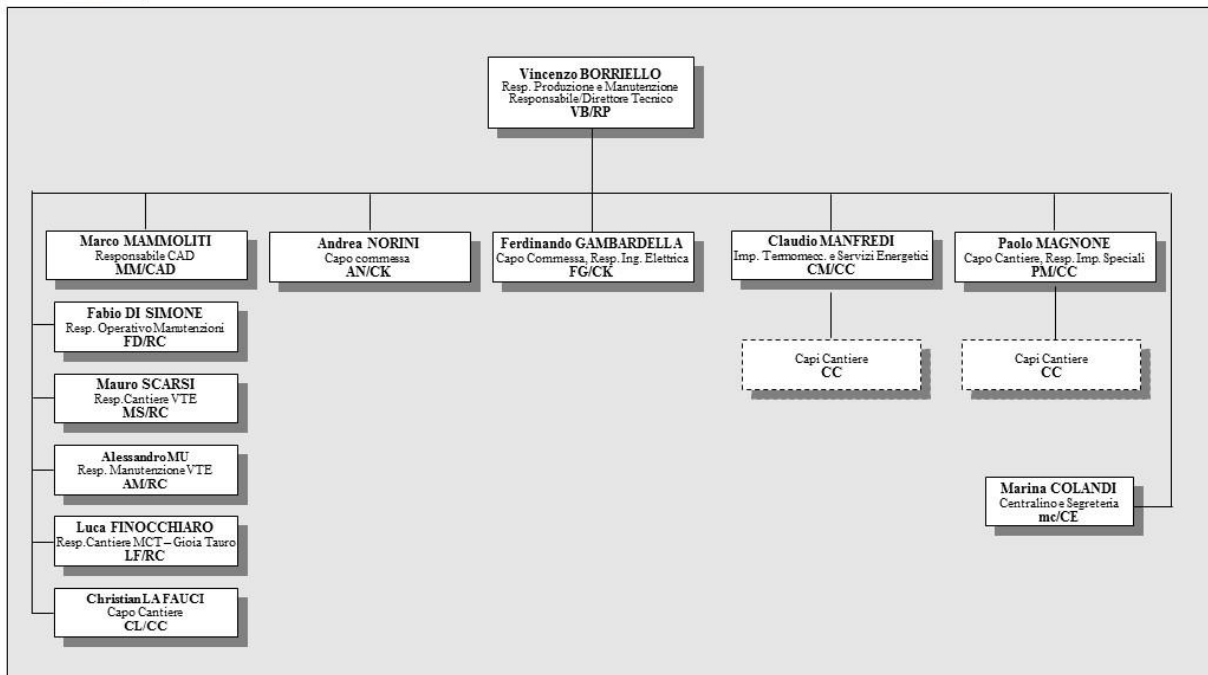 Vincenzo BORRIELLO
Resp. Produzione e Manutenzione
Responsabile/Direttore Tecnico
VB/RP
Marco MAMMOLITI
Responsabile CAD
MM/CAD
Andrea NORINI
Capo commessa
AN/CK
Ferdinando GAMBARDELLA
Capo Commessa, Resp. Ing. Elettrica
FG/CK
Claudio MANFREDI
Imp. Termomecc. e Servizi Energetici
CM/CC
Paolo MAGNONE
Capo Cantiere, Resp. Imp. Speciali
PM/CC
Fabio DI SIMONE
Resp. Operativo Manutenzioni
FD/RC
Capi Cantiere
CC
Capi Cantiere
CC
Mauro SCARSI
Resp.Cantiere VTE
MS/RC
Alessandro MU
Resp. Manutenzione VTE
AM/RC
Marina COLANDI
Centralino e Segreteria
mc/CE
Luca FINOCCHIARO
Resp.Cantiere MCT – Gioia Tauro
LF/RC
Christian LA FAUCI
Capo Cantiere
CL/CC